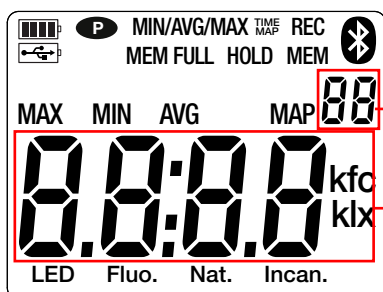 P MIN/AVG/MAX TIME MAP REC
MEM FULL HOLD MEM
88
MAX MIN AVG MAP
8.8:8.8
kfc
klx
LED Fluo. Nat. Incan.